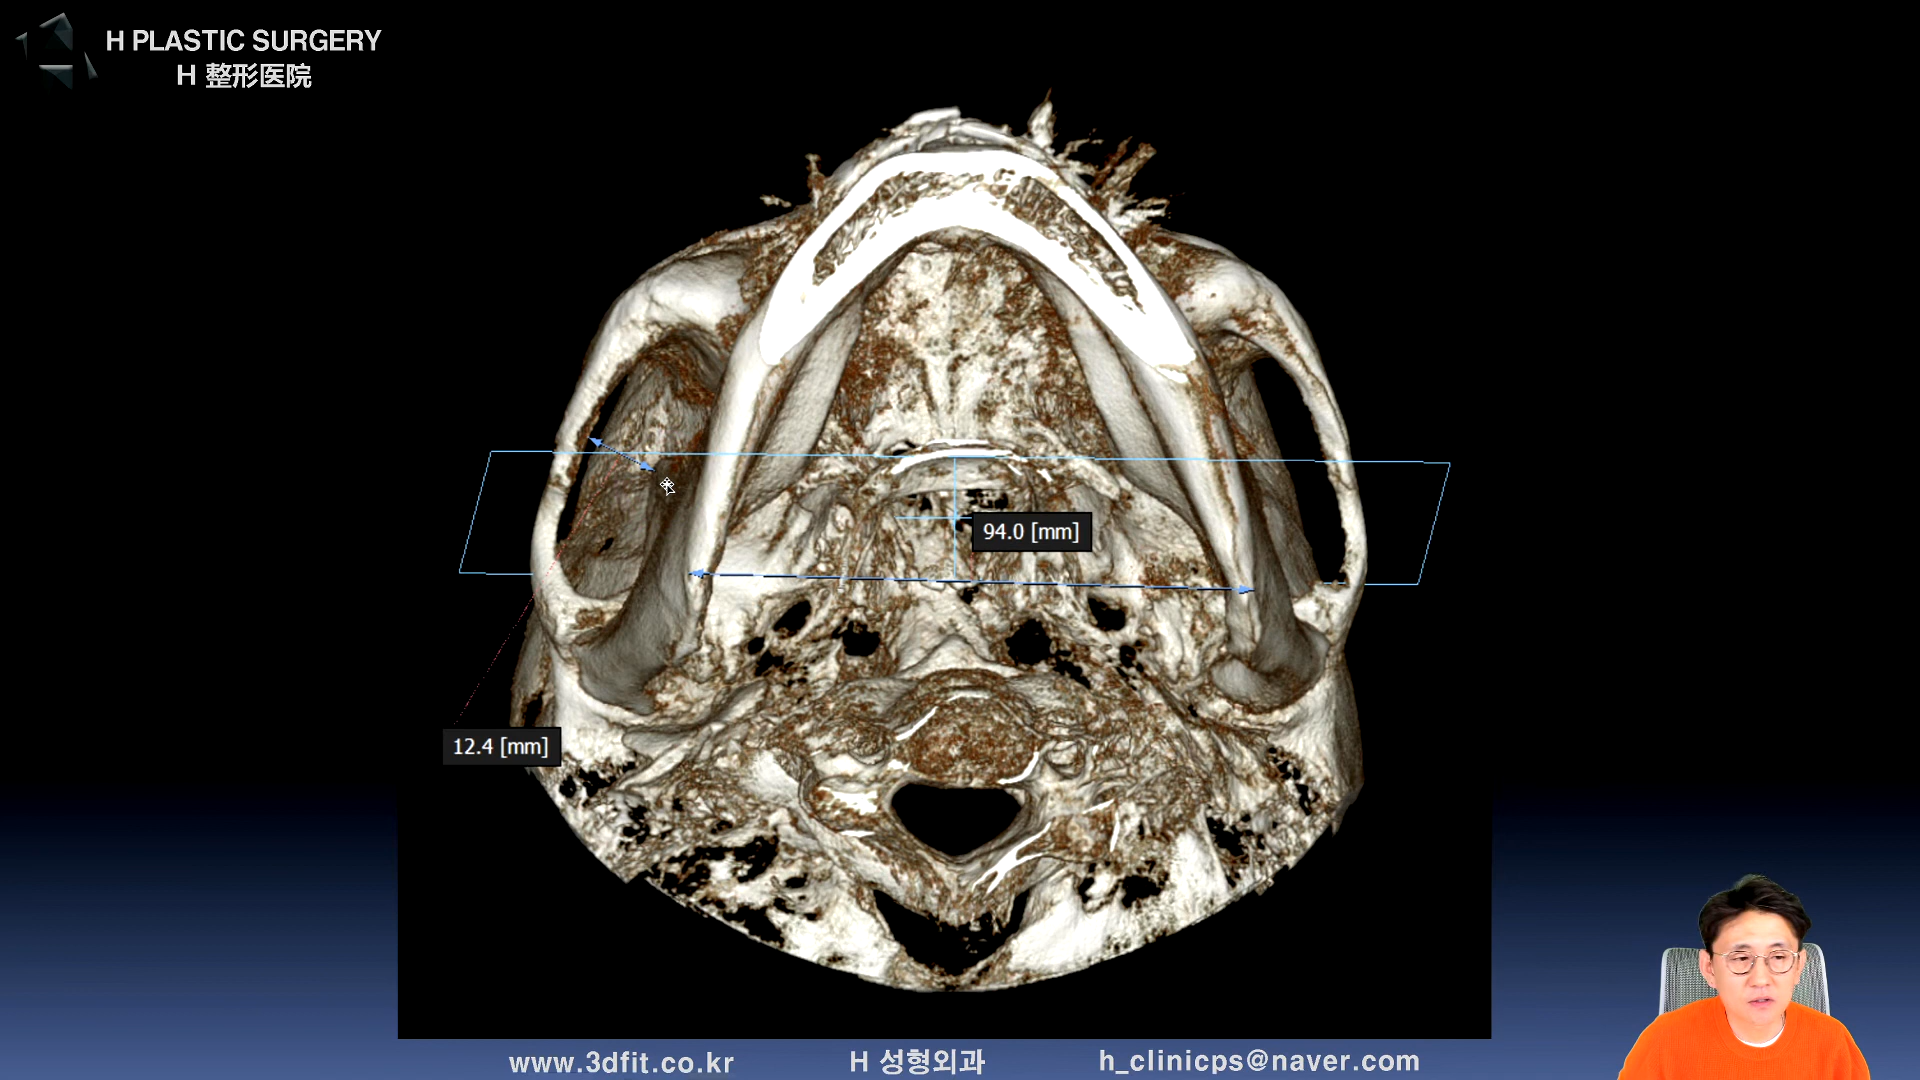 H PLASTIC SURGERY
H 整形医院
94.0 [mm]
12.4 [mm]
www.3dfit.co.kr
H 성형외과
h_clinicps@naver.com